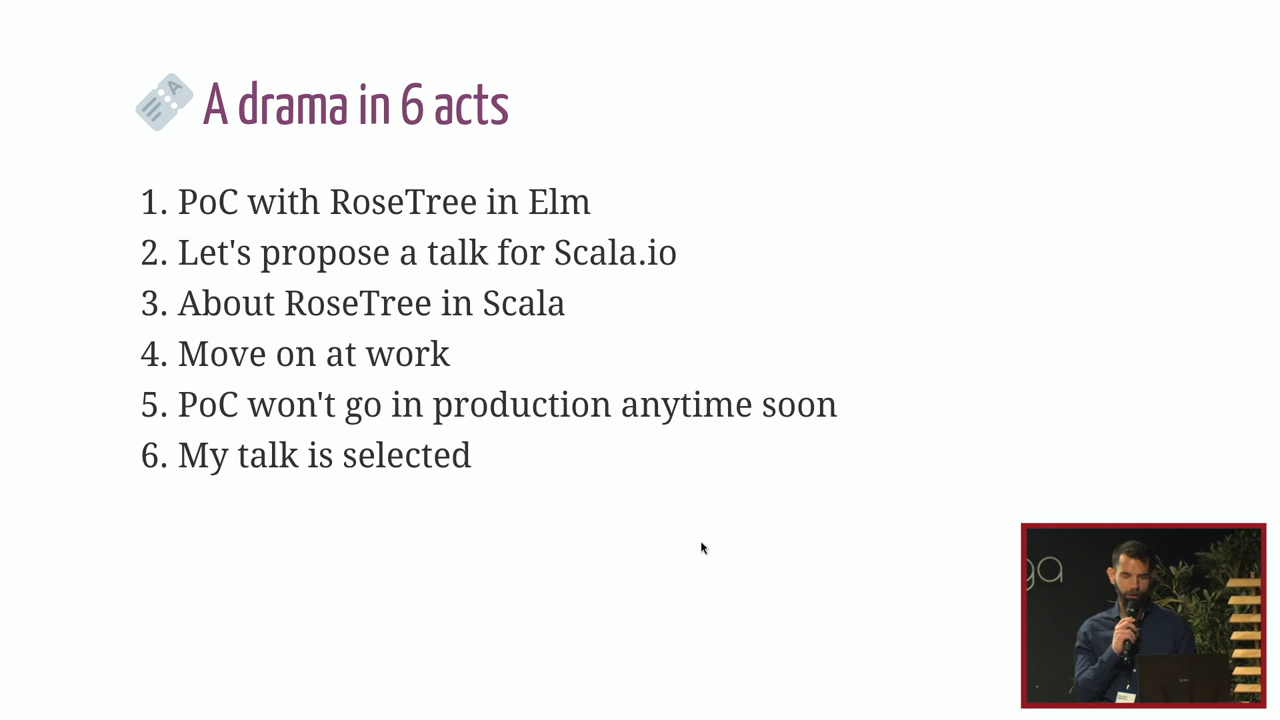 A drama in 6 acts
1. PoC with RoseTree in Elm
2. Let's propose a talk for Scala.io
3. About RoseTree in Scala
4. Move on at work
5. PoC won't go in production anytime soon
6. My talk is selected
ga